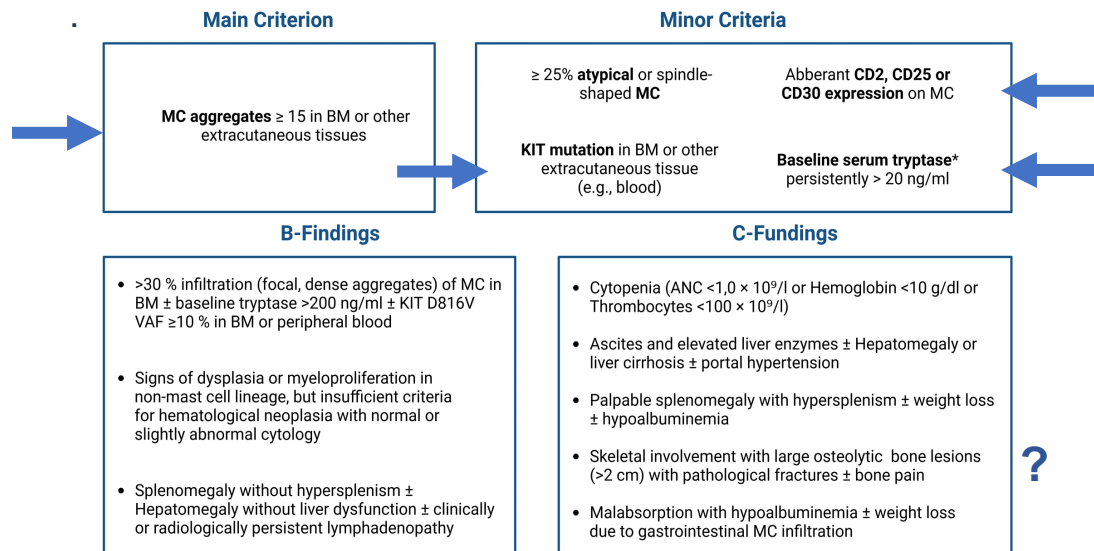 .
Main Criterion
MC aggregates ≥ 15 in BM or other
extracutaneous tissues
Minor Criteria
≥ 25% atypical or spindle-
shaped MC
Abberant CD2, CD25 or
CD30 expression on MC
KIT mutation in BM or other
extracutaneous tissue
(e.g., blood)
Baseline serum tryptase*
persistently > 20 ng/ml
B-Findings
• >30 % infiltration (focal, dense aggregates) of MC in
BM ± baseline tryptase >200 ng/ml ± KIT D816V
VAF ≥10 % in BM or peripheral blood
• Signs of dysplasia or myeloproliferation in
non-mast cell lineage, but insufficient criteria
for hematological neoplasia with normal or
slightly abnormal cytology
• Splenomegaly without hypersplenism ±
Hepatomegaly without liver dysfunction ± clinically
or radiologically persistent lymphadenopathy
C-Fundings
• Cytopenia (ANC <1,0 × 10⁹/l or Hemoglobin <10 g/dl or
Thrombocytes <100 × 10⁹/l)
• Ascites and elevated liver enzymes ± Hepatomegaly or
liver cirrhosis ± portal hypertension
• Palpable splenomegaly with hypersplenism ± weight loss
± hypoalbuminemia
• Skeletal involvement with large osteolytic bone lesions
(>2 cm) with pathological fractures ± bone pain
• Malabsorption with hypoalbuminemia ± weight loss
due to gastrointestinal MC infiltration
?